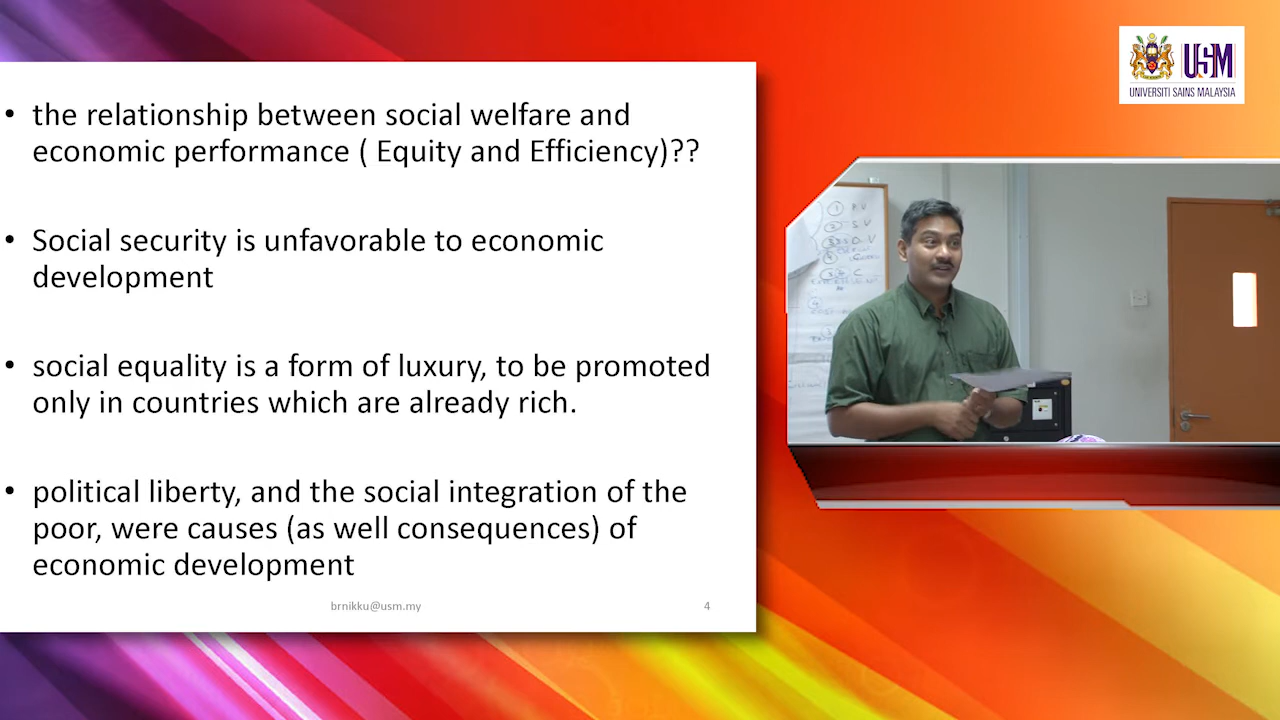 • the relationship between social welfare and
economic performance ( Equity and Efficiency)??
• Social security is unfavorable to economic
development
• social equality is a form of luxury, to be promoted
only in countries which are already rich.
• political liberty, and the social integration of the
poor, were causes (as well consequences) of
economic development
brnikku@usm.my
4
USM
UNIVERSITI SAINS MALAYSIA